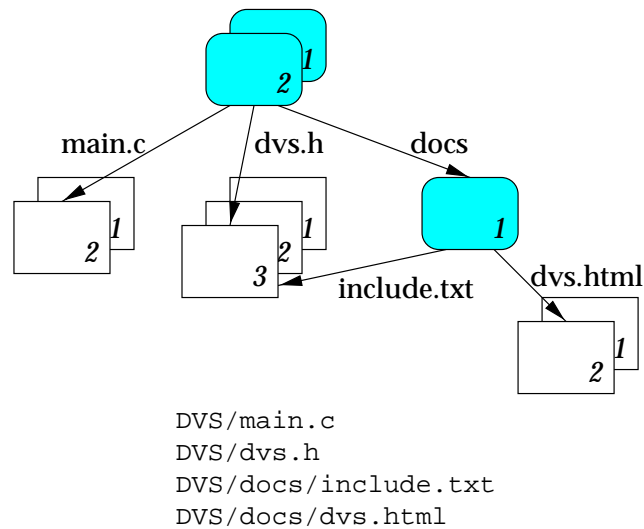 1
2
main.c
dvs.h
docs
1
2
1
2
3
1
include.txt
dvs.html
1
2
DVS/main.c
DVS/dvs.h
DVS/docs/include.txt
DVS/docs/dvs.html